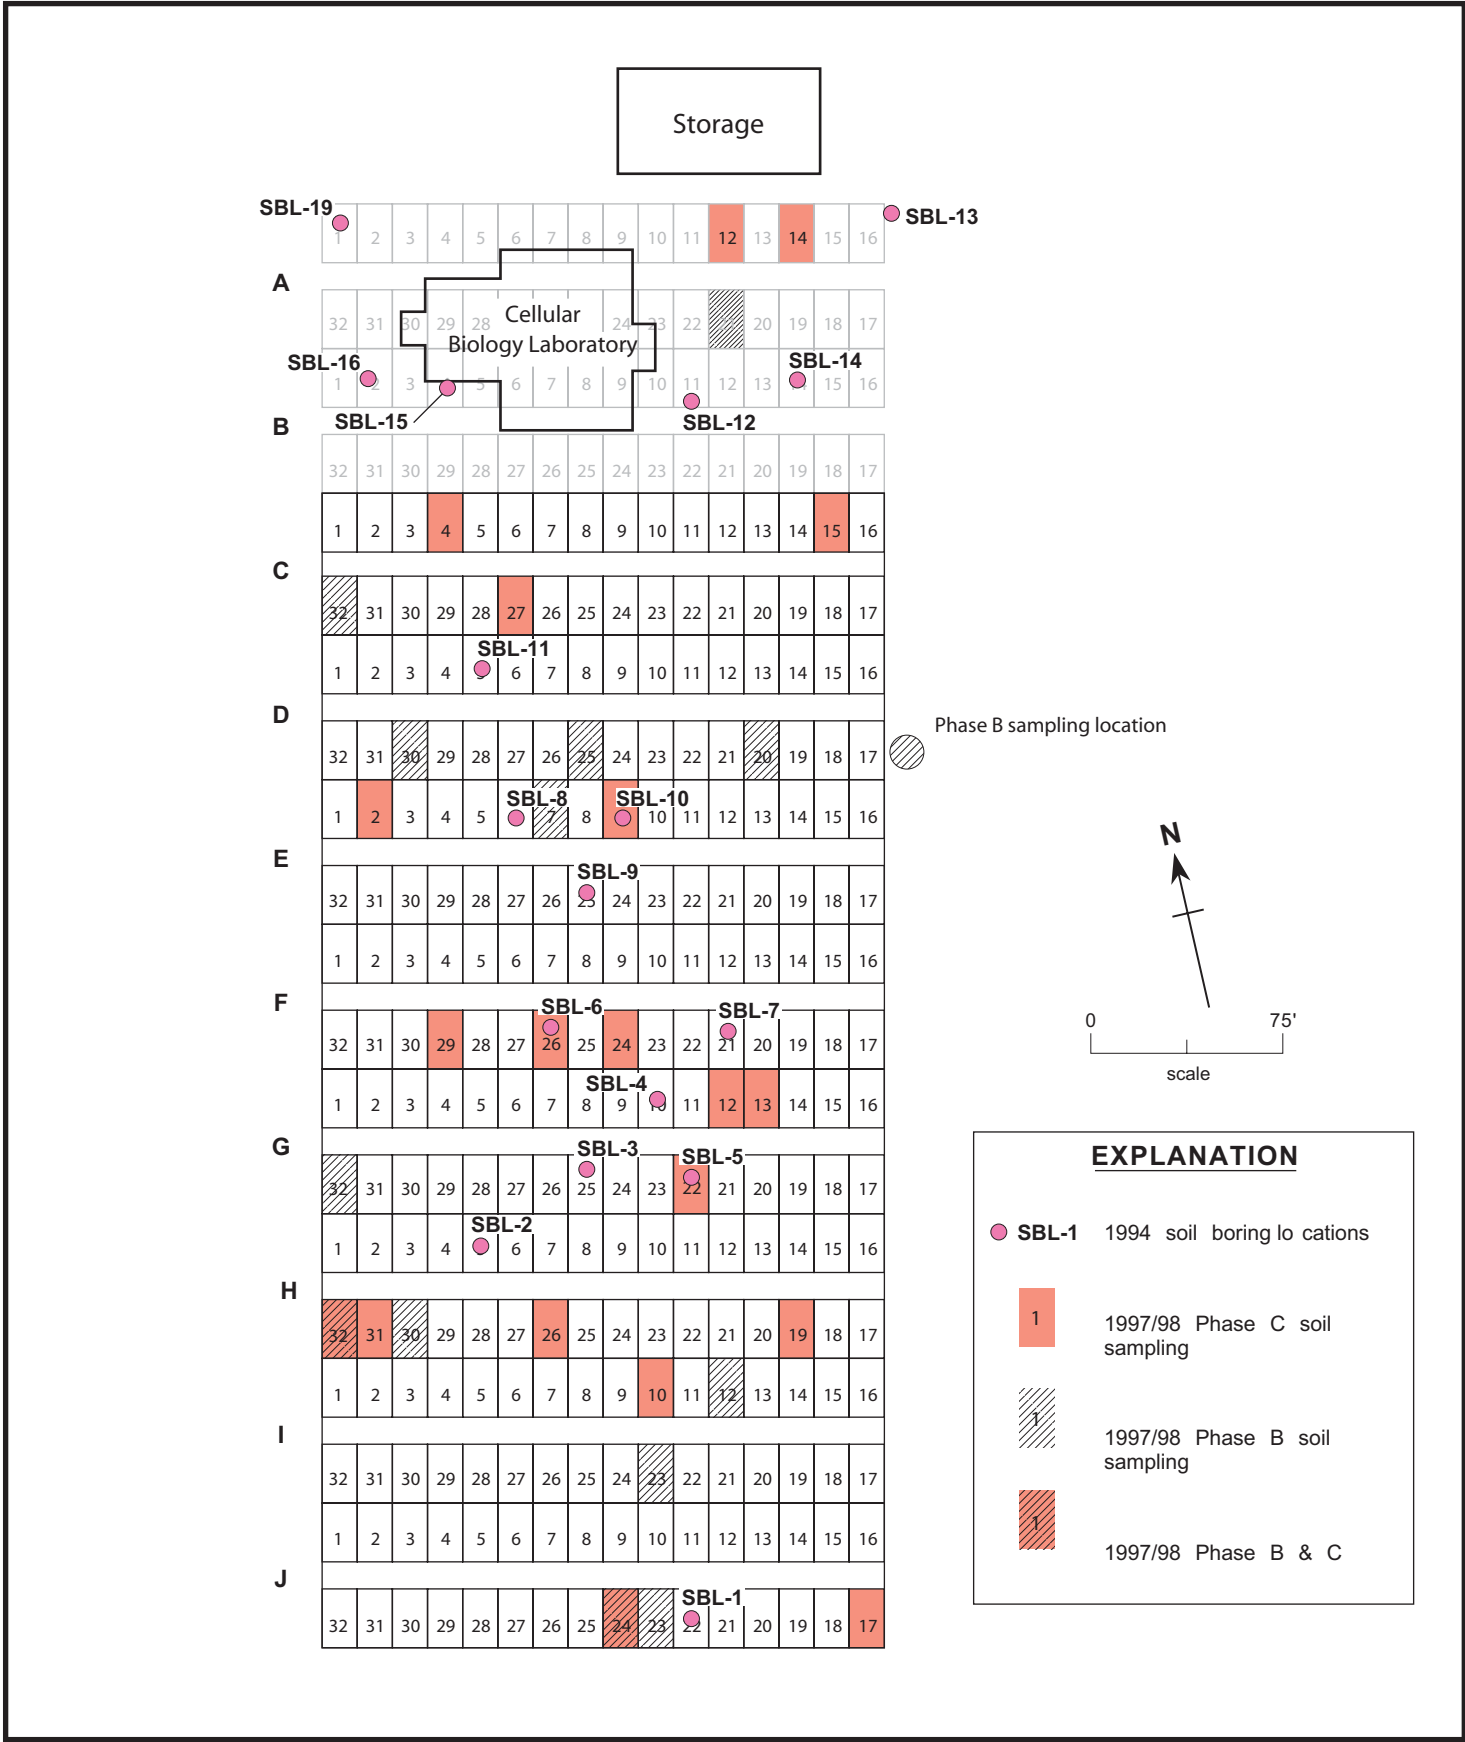 Storage
SBL-19
SBL-13
1 2 3 4 5 6 7 8 9 10 11 12 13 14 15 16
A
32 31 30 29 28 24 23 22 20 19 18 17
Cellular
Biology Laboratory
SBL-16
SBL-14
1 2 3 5 6 7 8 9 10 11 12 13 15 16
SBL-15
SBL-12
B
32 31 30 29 28 27 26 25 24 23 22 21 20 19 18 17
1 2 3 4 5 6 7 8 9 10 11 12 13 14 15 16
C
32 31 30 29 28 27 26 25 24 23 22 21 20 19 18 17
SBL-11
1 2 3 4 5 6 7 8 9 10 11 12 13 14 15 16
D
Phase B sampling location
32 31 30 29 28 27 26 25 24 23 22 21 20 19 18 17
SBL-8 SBL-10
1 2 3 4 5 7 8 10 11 12 13 14 15 16
E
SBL-9
32 31 30 29 28 27 26 25 24 23 22 21 20 19 18 17
1 2 3 4 5 6 7 8 9 10 11 12 13 14 15 16
F
SBL-6
SBL-7
32 31 30 29 28 27 26 25 24 23 22 21 20 19 18 17
SBL-4
1 2 3 4 5 6 7 8 9 10 11 12 13 14 15 16
G
SBL-3
SBL-5
32 31 30 29 28 27 26 25 24 23 22 21 20 19 18 17
SBL-2
1 2 3 4 6 7 8 9 10 11 12 13 14 15 16
H
32 31 30 29 28 27 26 25 24 23 22 21 20 19 18 17
1 2 3 4 5 6 7 8 9 10 11 12 13 14 15 16
I
32 31 30 29 28 27 26 25 24 23 22 21 20 19 18 17
1 2 3 4 5 6 7 8 9 10 11 12 13 14 15 16
J
SBL-1
32 31 30 29 28 27 26 25 24 23 22 21 20 19 18 17
N
0 75'
scale
EXPLANATION
SBL-1 1994 soil boring lo cations
1 1997/98 Phase C soil
sampling
1 1997/98 Phase B soil
sampling
1 1997/98 Phase B & C